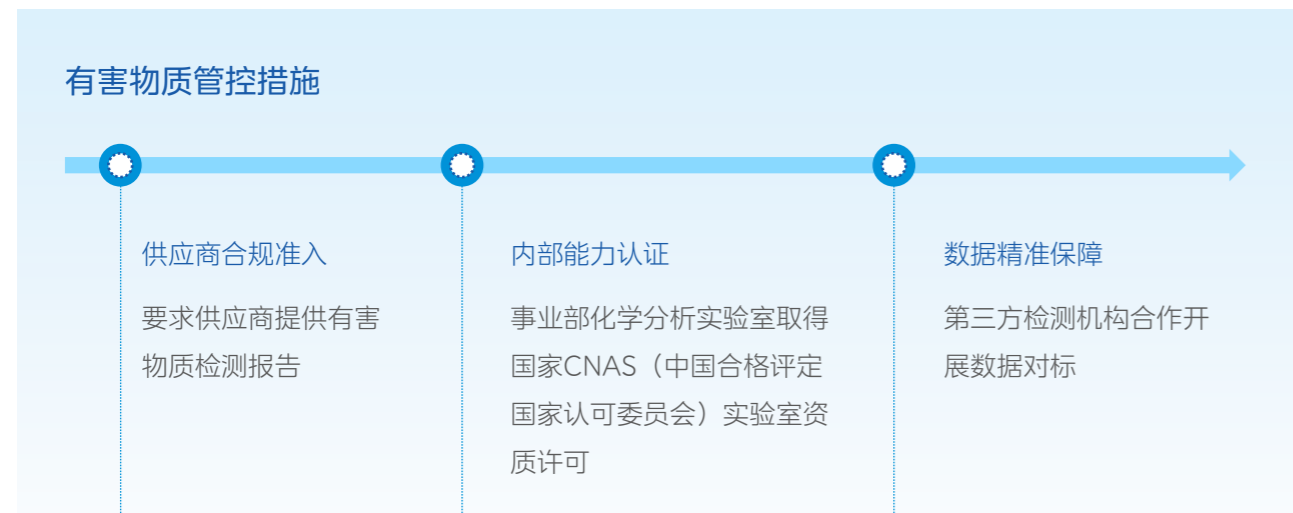 有害物质管控措施
供应商合规准入
要求供应商提供有害
物质检测报告
内部能力认证
事业部化学分析实验室取得
国家CNAS（中国合格评定
国家认可委员会）实验室资
质许可
数据精准保障
第三方检测机构合作开
展数据对标